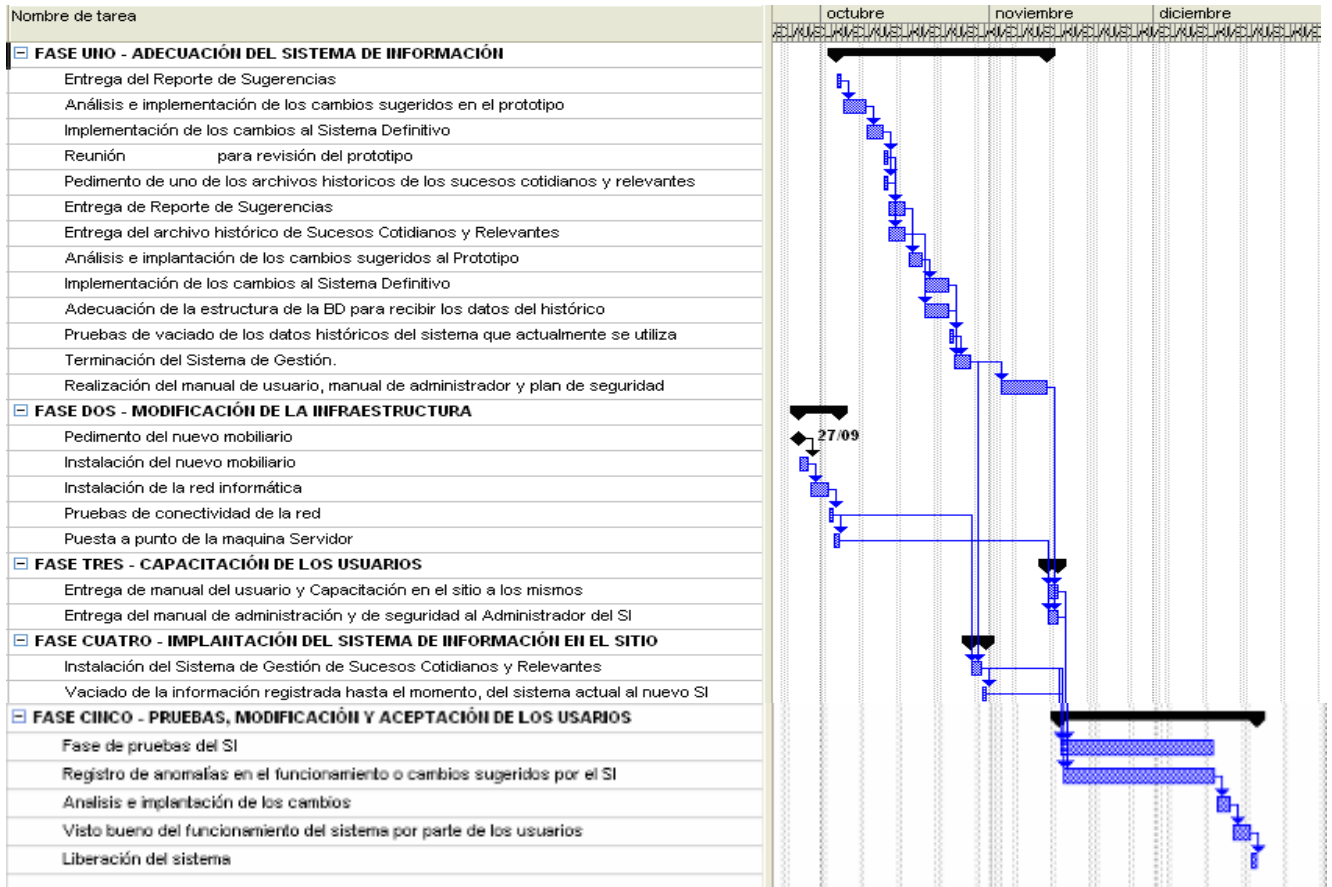 Nombre de tarea
octubre noviembre diciembre
FASE UNO - ADECUACIÓN DEL SISTEMA DE INFORMACIÓN
Entrega del Reporte de Sugerencias
Análisis e implementación de los cambios sugeridos en el prototipo
Implementación de los cambios al Sistema Definitivo
Reunión para revisión del prototipo
Pedimento de uno de los archivos historicos de los sucesos cotidianos y relevantes
Entrega de Reporte de Sugerencias
Entrega del archivo histórico de Sucesos Cotidianos y Relevantes
Análisis e implantación de los cambios sugeridos al Prototipo
Implementación de los cambios al Sistema Definitivo
Adecuación de la estructura de la BD para recibir los datos del histórico
Pruebas de vaciado de los datos históricos del sistema que actualmente se utiliza
Terminación del Sistema de Gestión.
Realización del manual de usuario, manual de administrador y plan de seguridad
FASE DOS - MODIFICACIÓN DE LA INFRAESTRUCTURA
Pedimento del nuevo mobiliario
27/09
Instalación del nuevo mobiliario
Instalación de la red informática
Pruebas de conectividad de la red
Puesta a punto de la maquina Servidor
FASE TRES - CAPACITACIÓN DE LOS USUARIOS
Entrega de manual del usuario y Capacitación en el sitio a los mismos
Entrega del manual de administración y de seguridad al Administrador del SI
FASE CUATRO - IMPLANTACIÓN DEL SISTEMA DE INFORMACIÓN EN EL SITIO
Instalación del Sistema de Gestión de Sucesos Cotidianos y Relevantes
Vaciado de la información registrada hasta el momento, del sistema actual al nuevo SI
FASE CINCO - PRUEBAS, MODIFICACIÓN Y ACEPTACIÓN DE LOS USARIOS
Fase de pruebas del SI
Registro de anomalías en el funcionamiento o cambios sugeridos por el SI
Analisis e implantación de los cambios
Visto bueno del funcionamiento del sistema por parte de los usuarios
Liberación del sistema